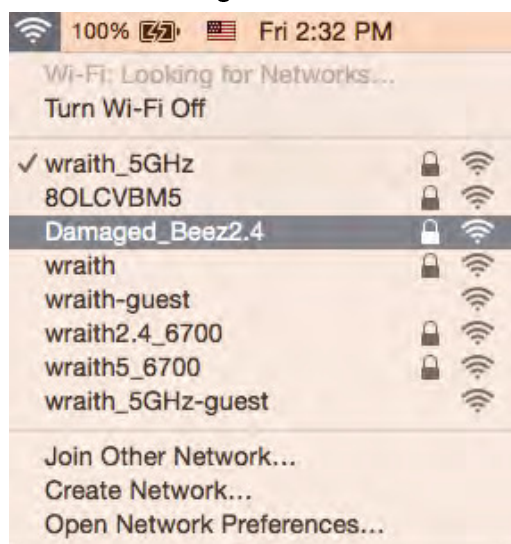 100% Fri 2:32 PM
Wi-Fi: Looking for Networks...
Turn Wi-Fi Off
✓ wraith_5GHz
8OLCVBM5
Damaged_Beez2.4
wraith
wraith-guest
wraith2.4_6700
wraith5_6700
wraith_5GHz-guest
Join Other Network...
Create Network...
Open Network Preferences...